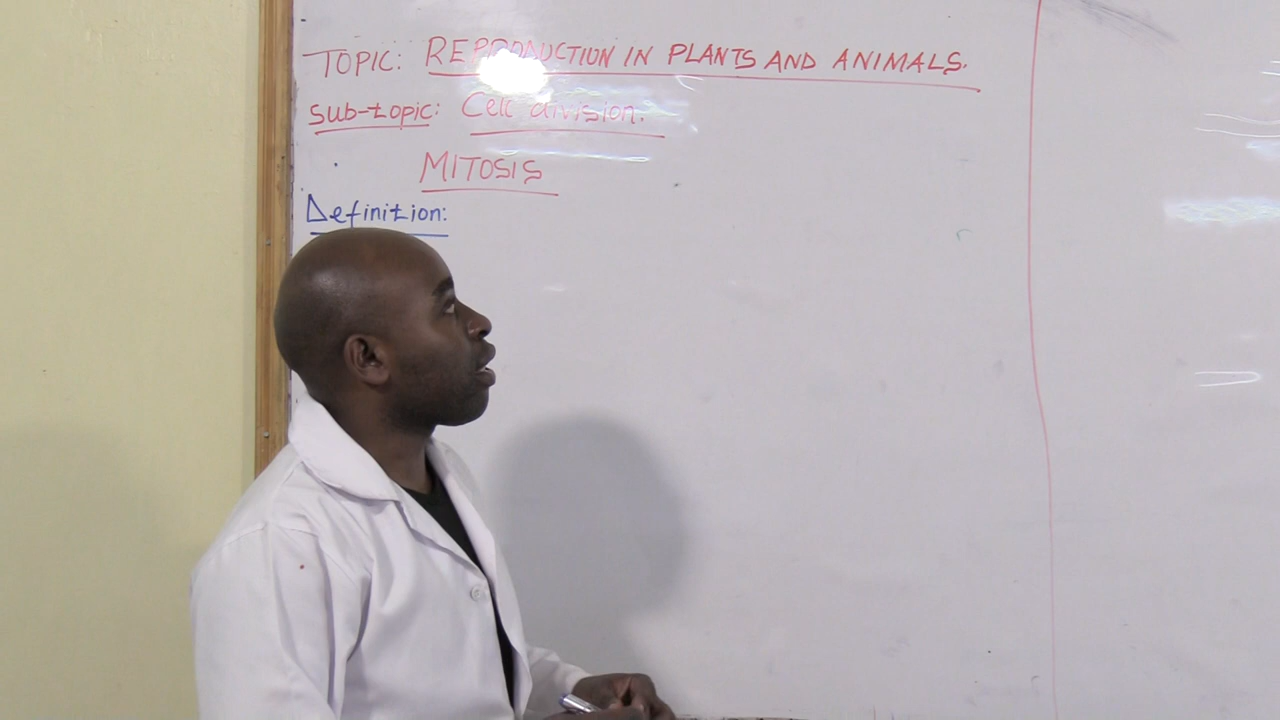 TOPIC: REPRODUCTION IN PLANTS AND ANIMALS.
Sub-topic: Cell division.
MITOSIS
Definition: